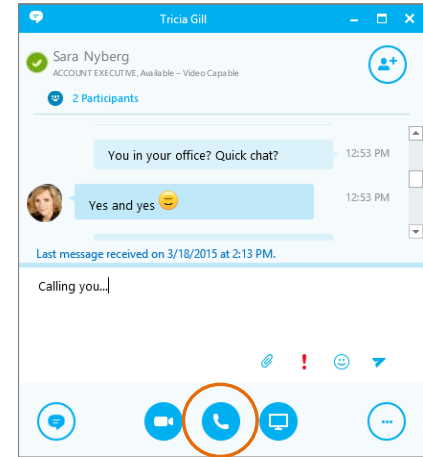 Tricia Gill
Sara Nyberg
ACCOUNT EXECUTIVE, Available – Video Capable
2 Participants
You in your office? Quick chat?
12:53 PM
Yes and yes
12:53 PM
Last message received on 3/18/2015 at 2:13 PM.
Calling you...